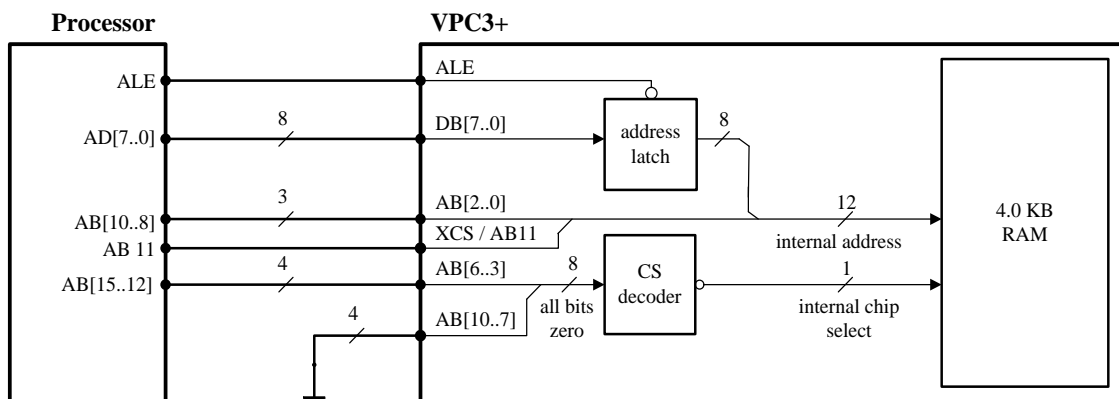 Processor
VPC3+
ALE
ALE
8
DB[7..0]
AD[7..0]
address
latch
8
3
AB[2..0]
AB[10..8]
12
4.0 KB
RAM
XCS / AB11
internal address
AB 11
4
AB[6..3]
8
CS
decoder
1
AB[15..12]
4
AB[10..7]
all bits
zero
internal chip
select